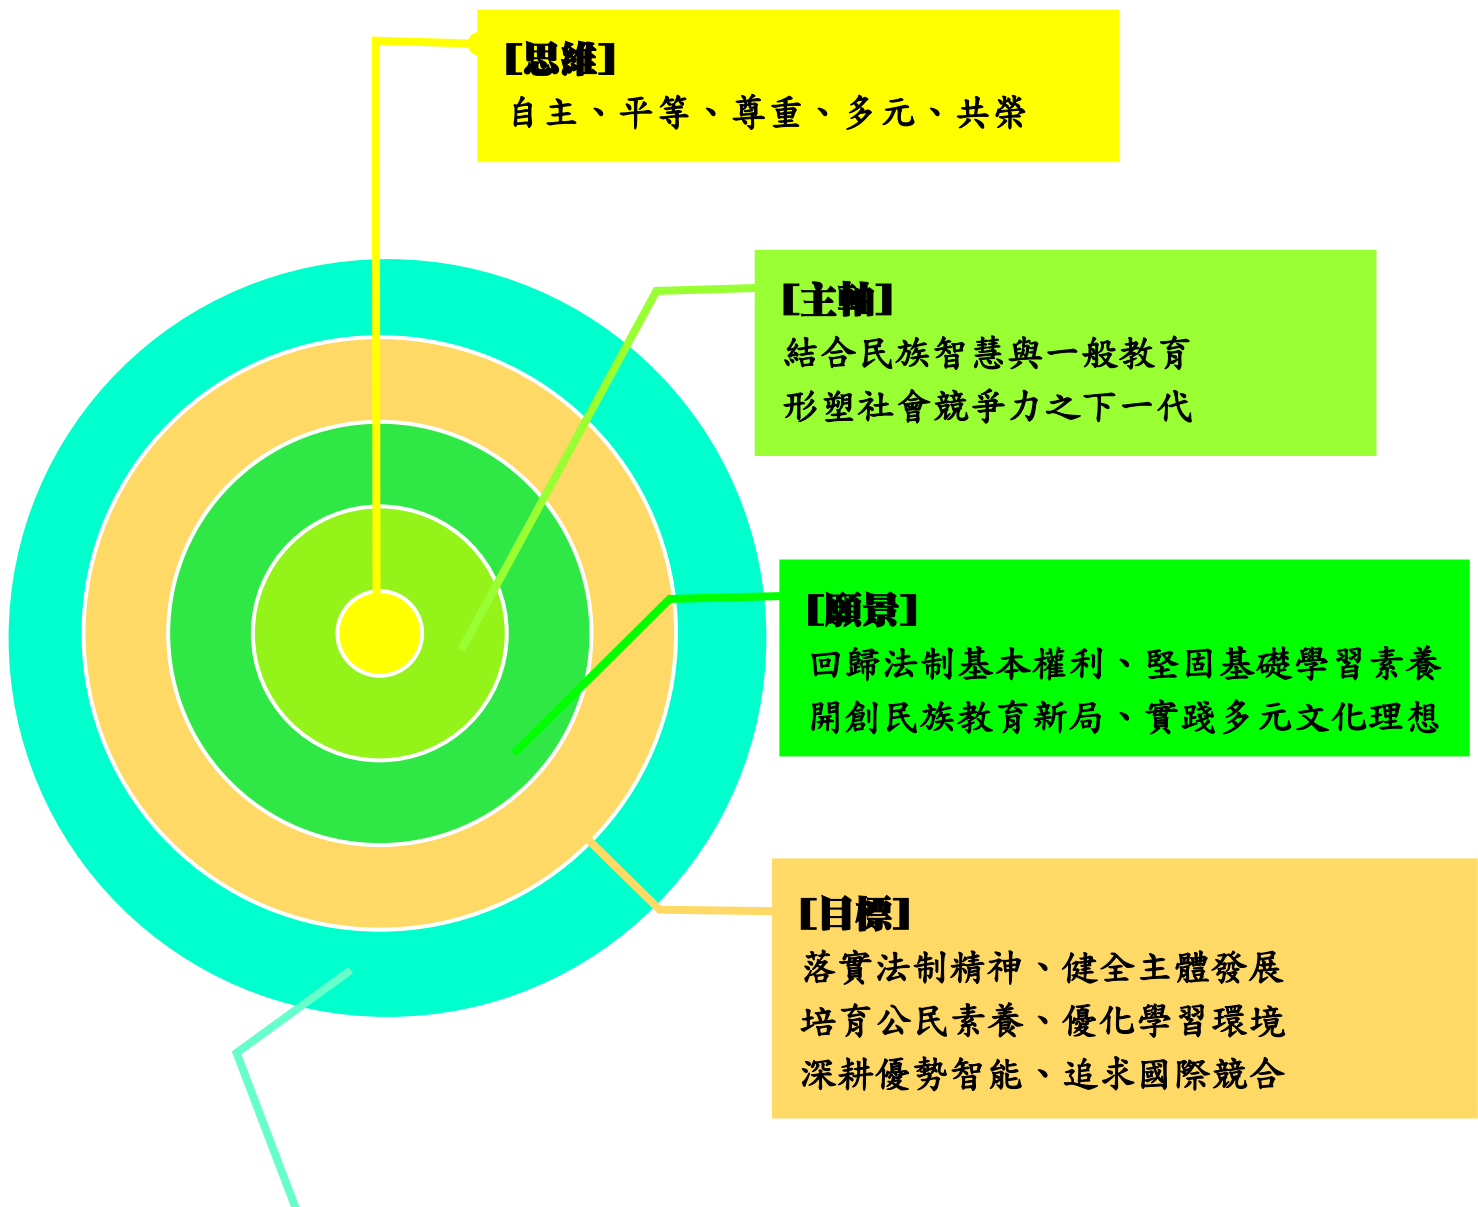 [思維]
自主、平等、尊重、多元、共榮
[主軸]
結合民族智慧與一般教育
形塑社會競爭力之下一代
[願景]
回歸法制基本權利、堅固基礎學習素養
開創民族教育新局、實踐多元文化理想
[目標]
落實法制精神、健全主體發展
培育公民素養、優化學習環境
深耕優勢智能、追求國際競合